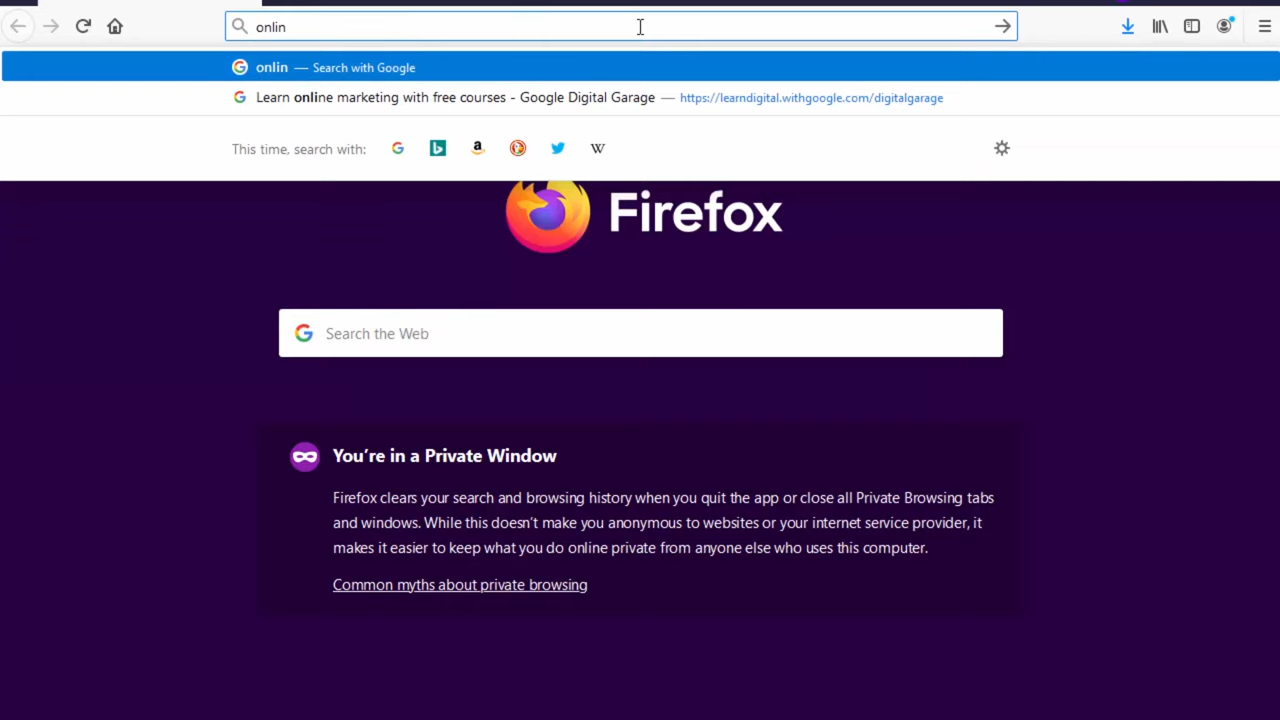 onlin
onlin — Search with Google
Learn online marketing with free courses - Google Digital Garage — https://learndigital.withgoogle.com/digitalgarage
This time, search with:
Firefox
Search the Web
You're in a Private Window
Firefox clears your search and browsing history when you quit the app or close all Private Browsing tabs
and windows. While this doesn't make you anonymous to websites or your internet service provider, it
makes it easier to keep what you do online private from anyone else who uses this computer.
Common myths about private browsing